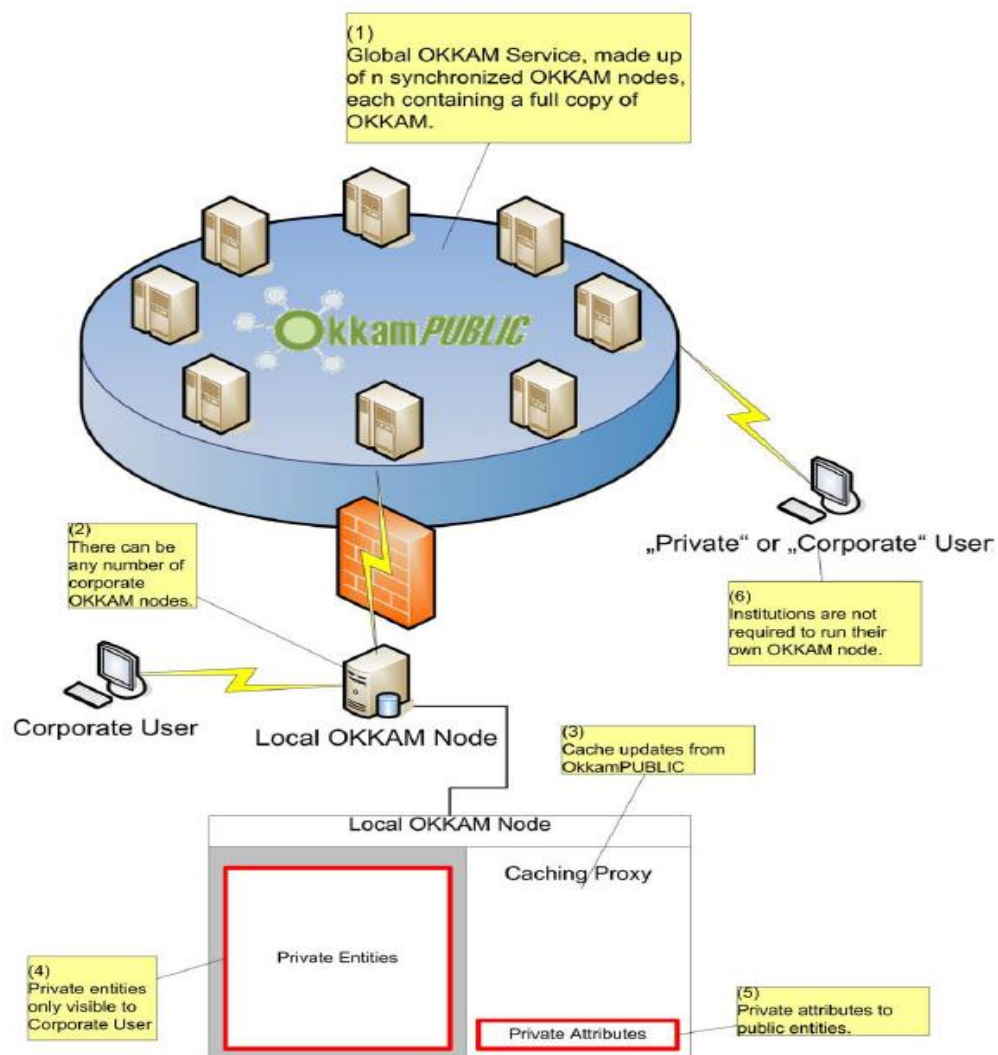 (1)
Global OKKAM Service, made up
of n synchronized OKKAM nodes,
each containing a full copy of
OKKAM.
Okkam PUBLIC
„Private“ or „Corporate“ User
(2)
There can be
any number of
corporate
OKKAM nodes.
(6)
Institutions are not
required to run their
own OKKAM node.
Corporate User
Local OKKAM Node
(3)
Cache updates from
OkkamPUBLIC
Local OKKAM Node
Caching Proxy
Private Entities
(4)
Private entities
only visible to
Corporate User
(5)
Private attributes to
public entities.
Private Attributes